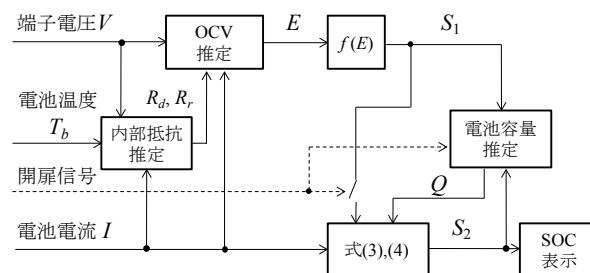 端子電圧V
OCV
推定
E
f(E)
S1
電池温度
Tb
Rd, Rr
内部抵抗
推定
電池容量
推定
開扉信号
Q
電池電流 I
式(3),(4)
S2
SOC
表示